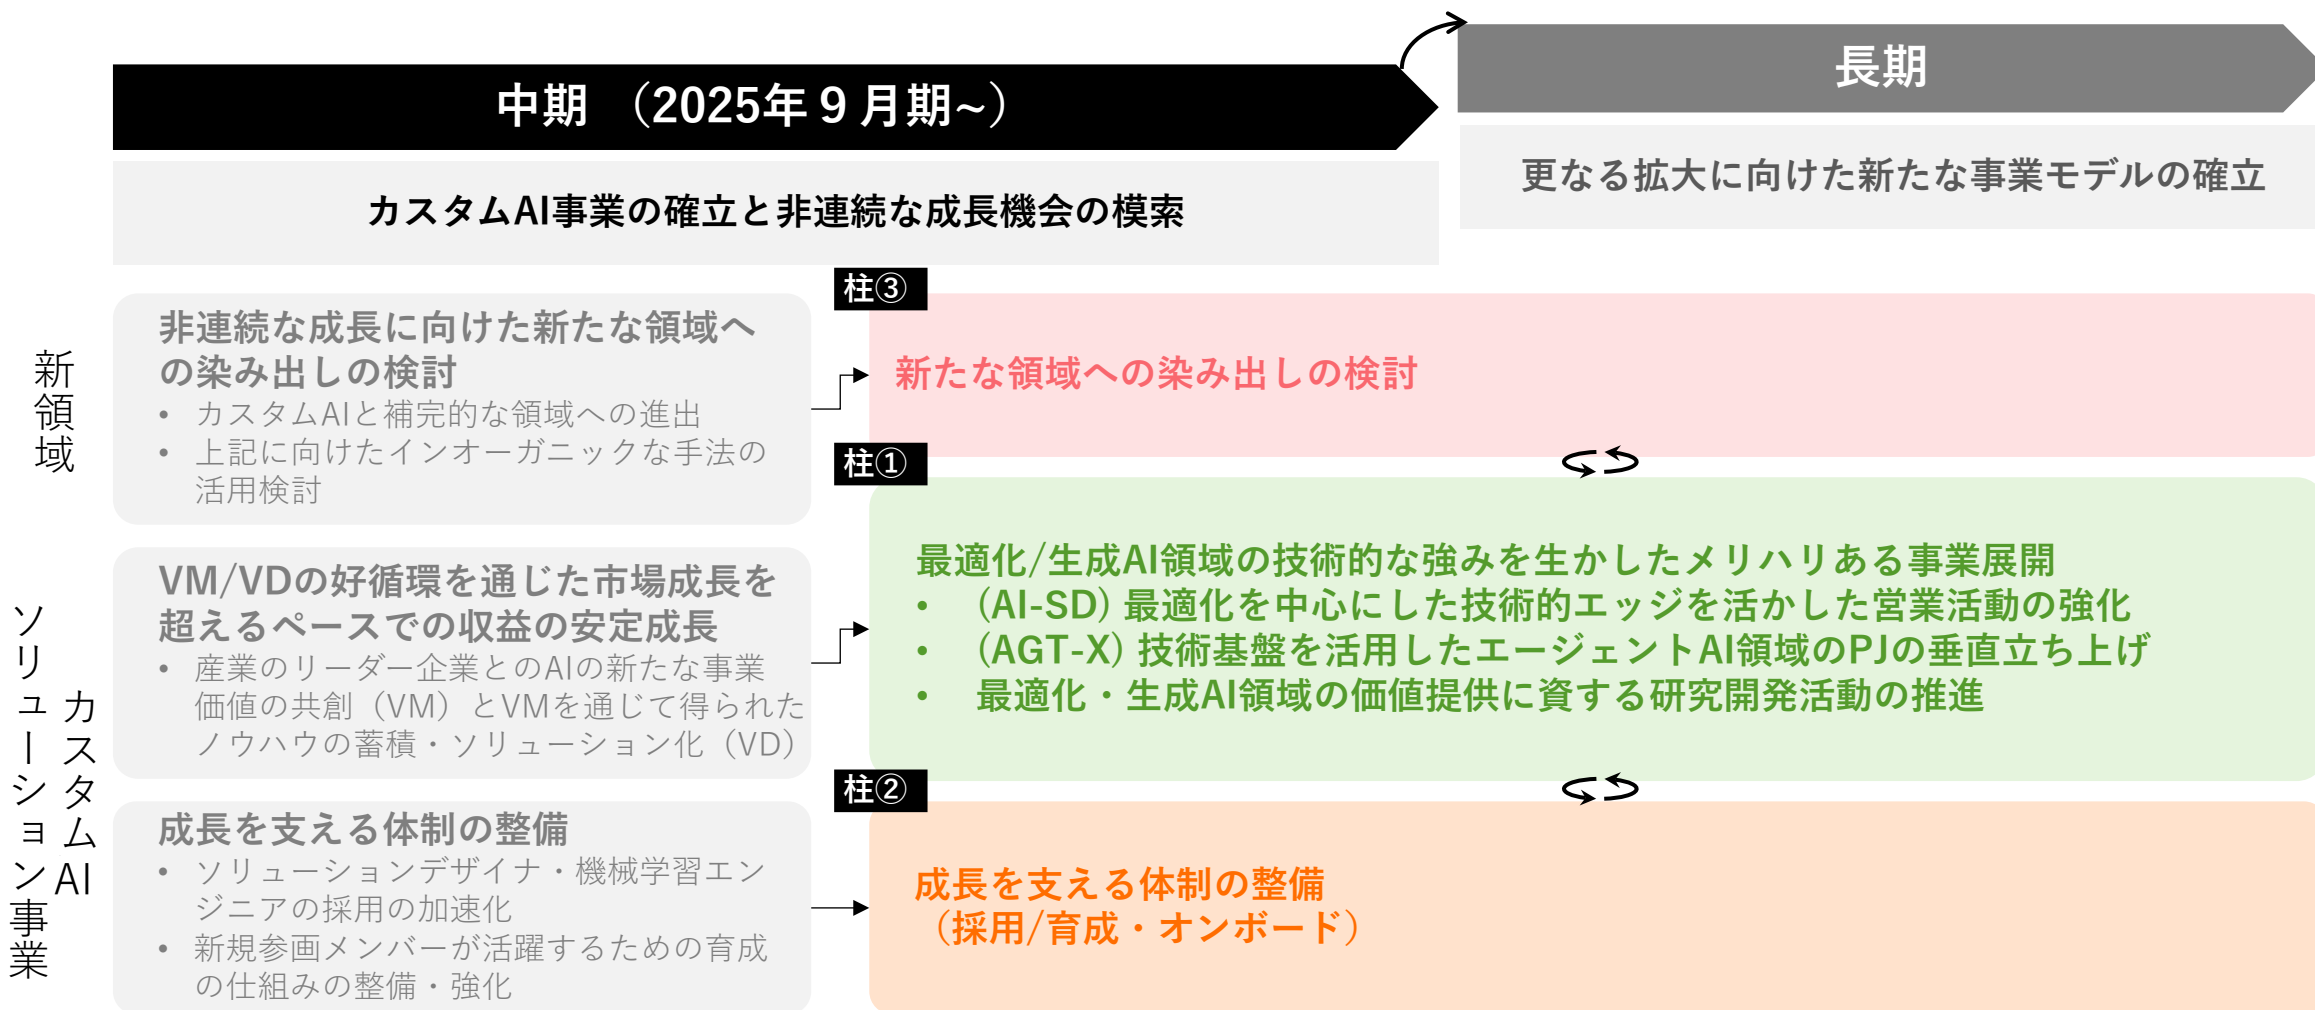 中期 （2025年９月期~）
長期
カスタムAI事業の確立と非連続な成長機会の模索
更なる拡大に向けた新たな事業モデルの確立
新領域
非連続な成長に向けた新たな領域へ
の染み出しの検討
• カスタムAIと補完的な領域への進出
• 上記に向けたインオーガニックな手法の
活用検討
柱③
新たな領域への染み出しの検討
カスタムAI
ソリューション事業
VM/VDの好循環を通じた市場成長を
超えるペースでの収益の安定成長
• 産業のリーダー企業とのAIの新たな事業
価値の共創（VM）とVMを通じて得られた
ノウハウの蓄積・ソリューション化（VD）
柱①
最適化/生成AI領域の技術的な強みを生かしたメリハリある事業展開
• (AI-SD) 最適化を中心にした技術的エッジを活かした営業活動の強化
• (AGT-X) 技術基盤を活用したエージェントAI領域のPJの垂直立ち上げ
• 最適化・生成AI領域の価値提供に資する研究開発活動の推進
成長を支える体制の整備
• ソリューションデザイナ・機械学習エン
ジニアの採用の加速化
• 新規参画メンバーが活躍するための育成
の仕組みの整備・強化
柱②
成長を支える体制の整備
（採用/育成・オンボード）